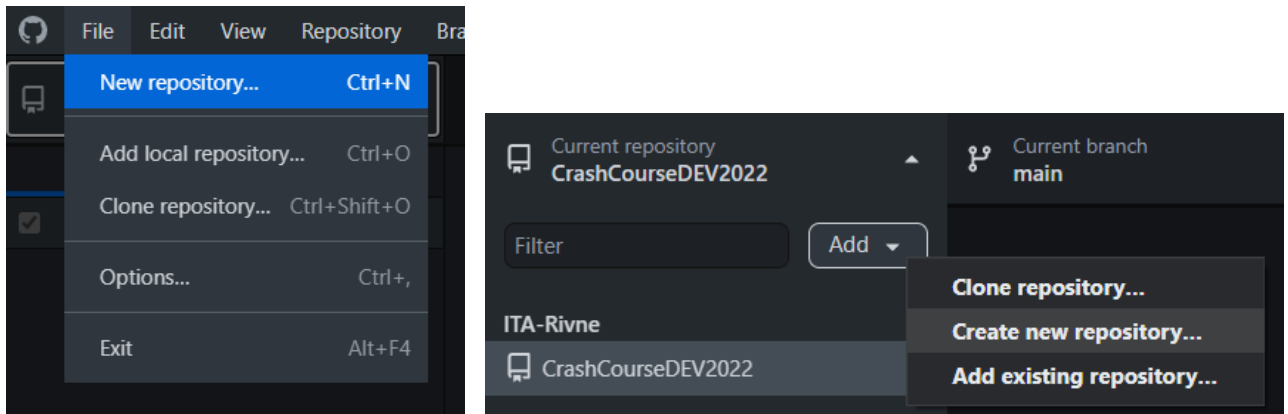 File Edit View Repository Bra
New repository... Ctrl+N
Add local repository... Ctrl+O
Clone repository... Ctrl+Shift+O
Options... Ctrl+,
Exit Alt+F4
Current repository
CrashCourseDEV2022
Current branch
main
Filter
Add
Clone repository...
Create new repository...
Add existing repository...
ITA-Rivne
CrashCourseDEV2022